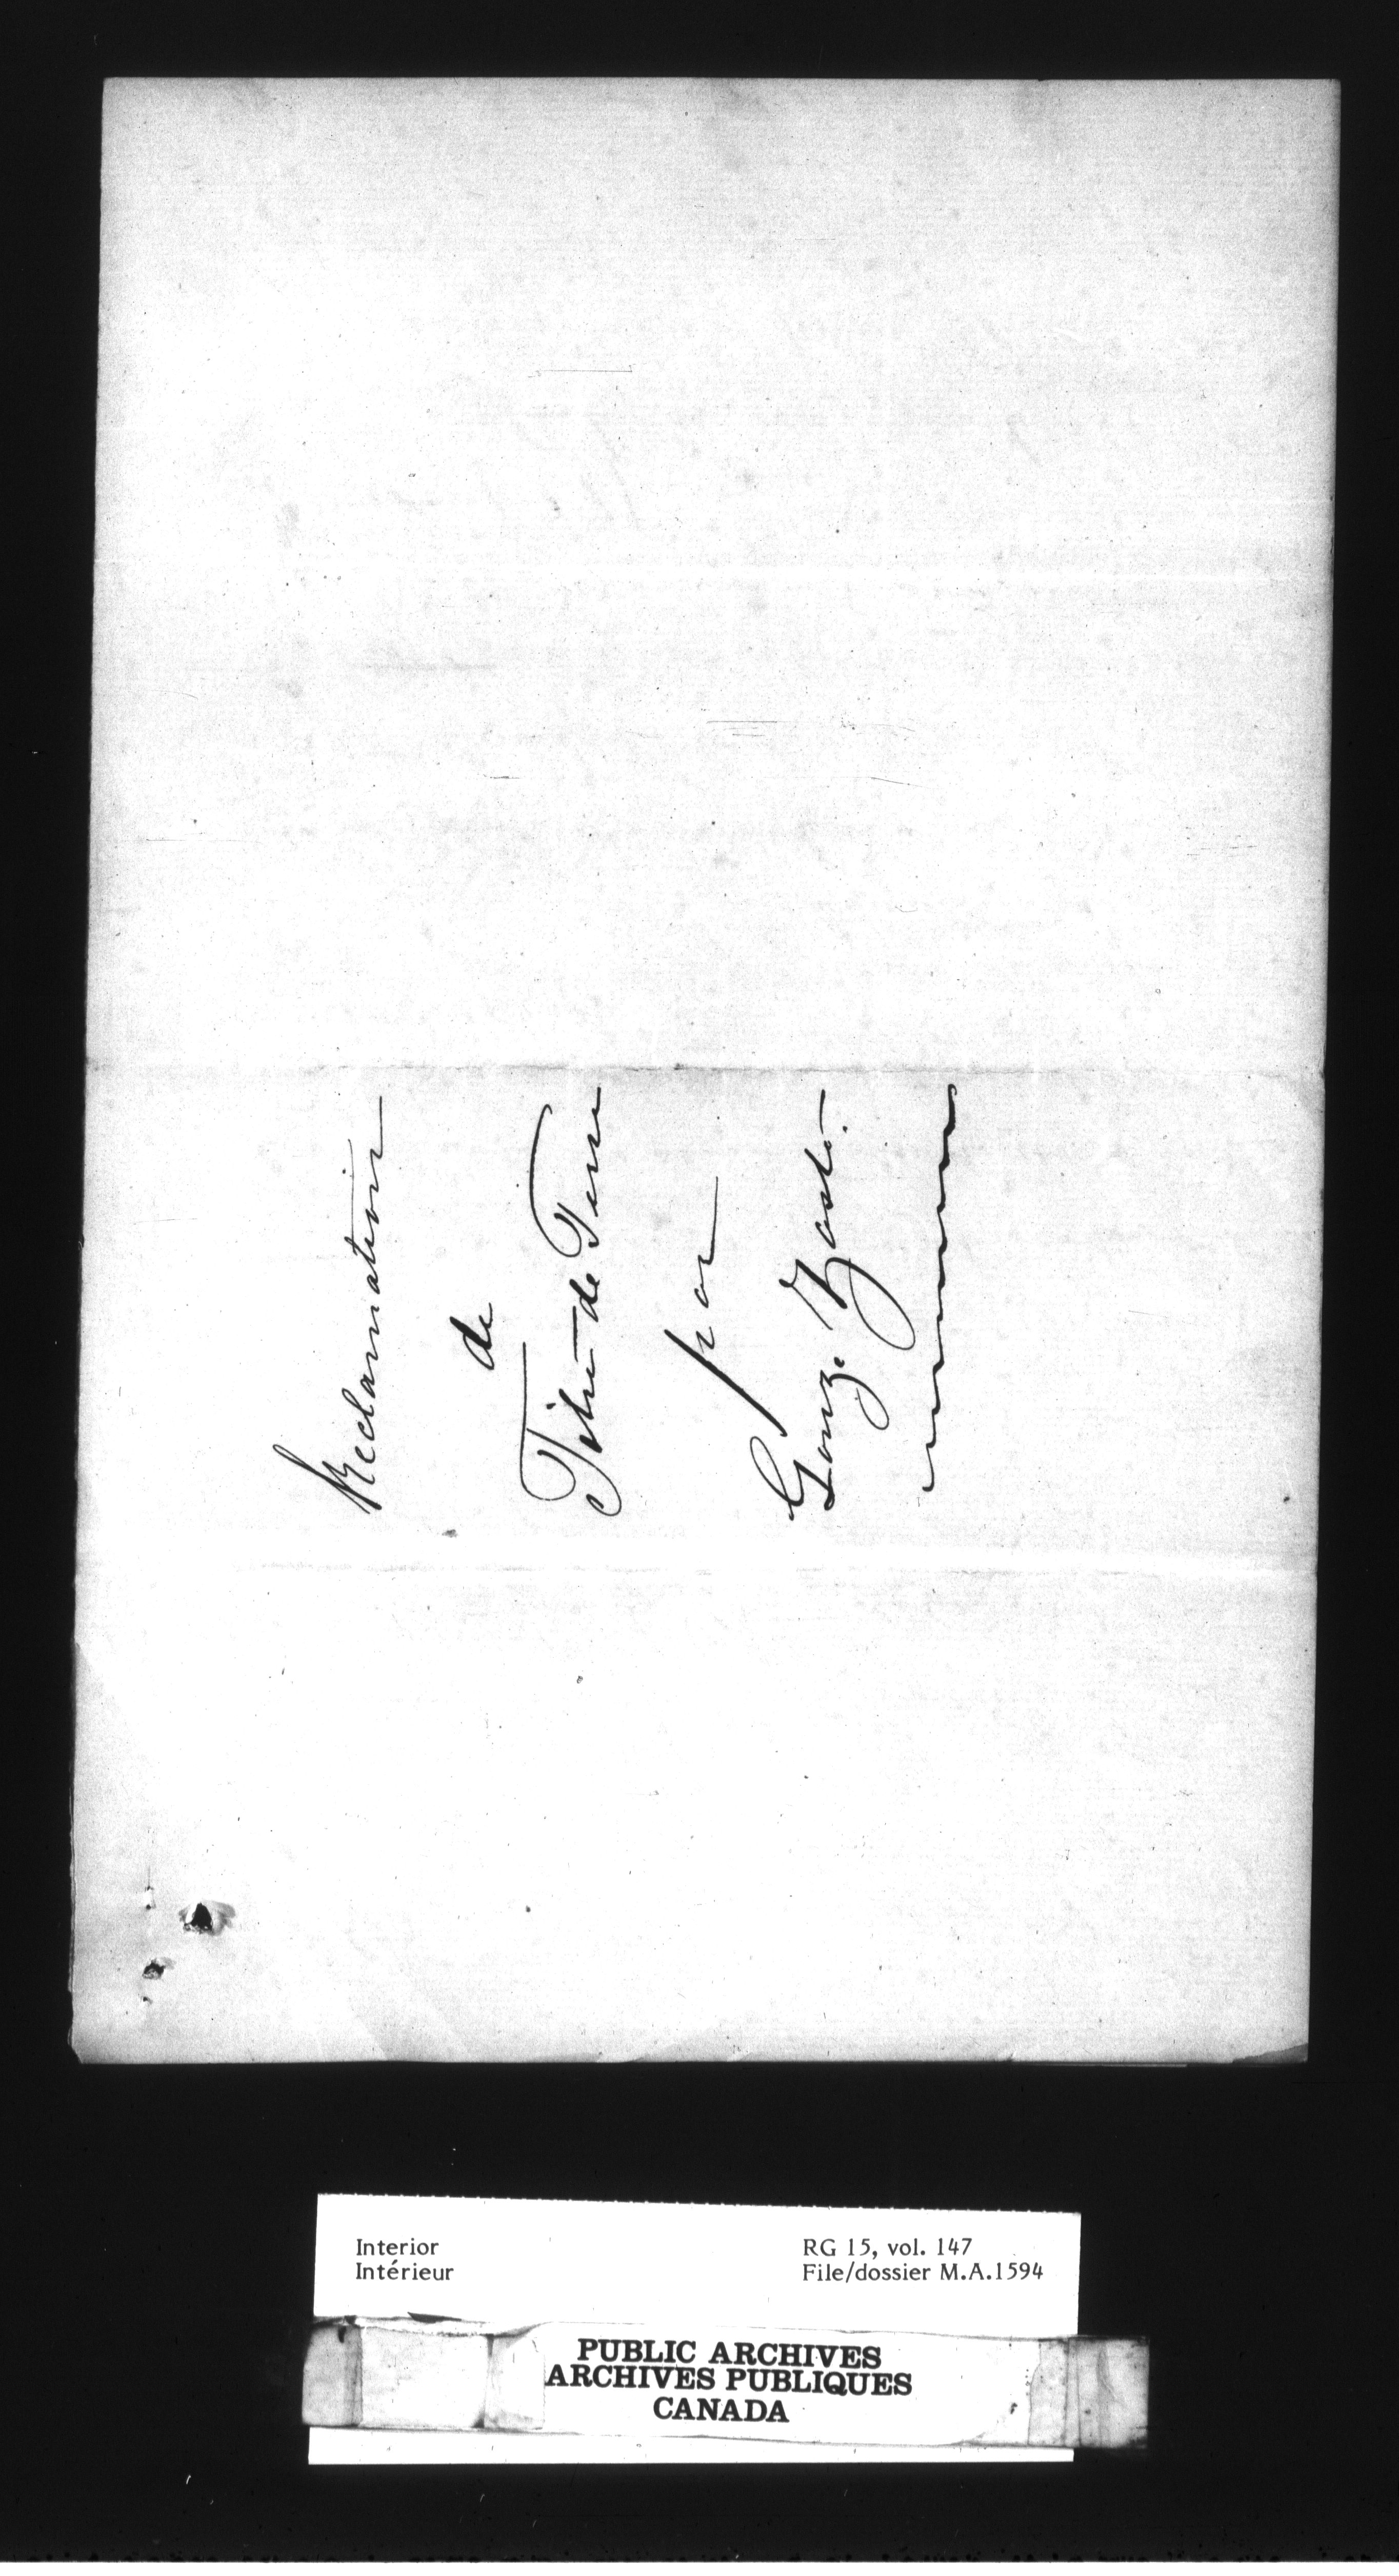 Reclamation
de
Titre de Terre
par
Gonz. Zasté.
Interior
Intérieur
RG 15, vol. 147
File/dossier M.A.1594
PUBLIC ARCHIVES
ARCHIVES PUBLIQUES
CANADA